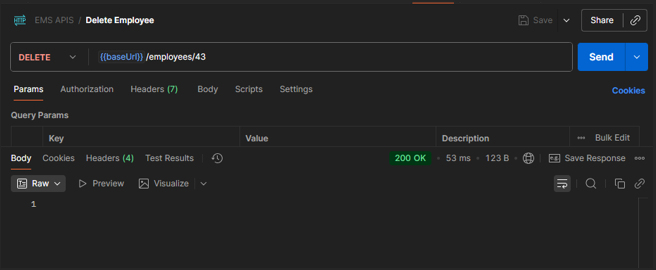 HTTP EMS APIS / Delete Employee Save Share
DELETE {{baseUrl}}/employees/43 Send
Params Authorization Headers (7) Body Scripts Settings Cookies
Query Params
Key Value Description ••• Bulk Edit
Body Cookies Headers (4) Test Results 200 OK • 53 ms • 123 B • Save Response •••
Raw Preview Visualize
1